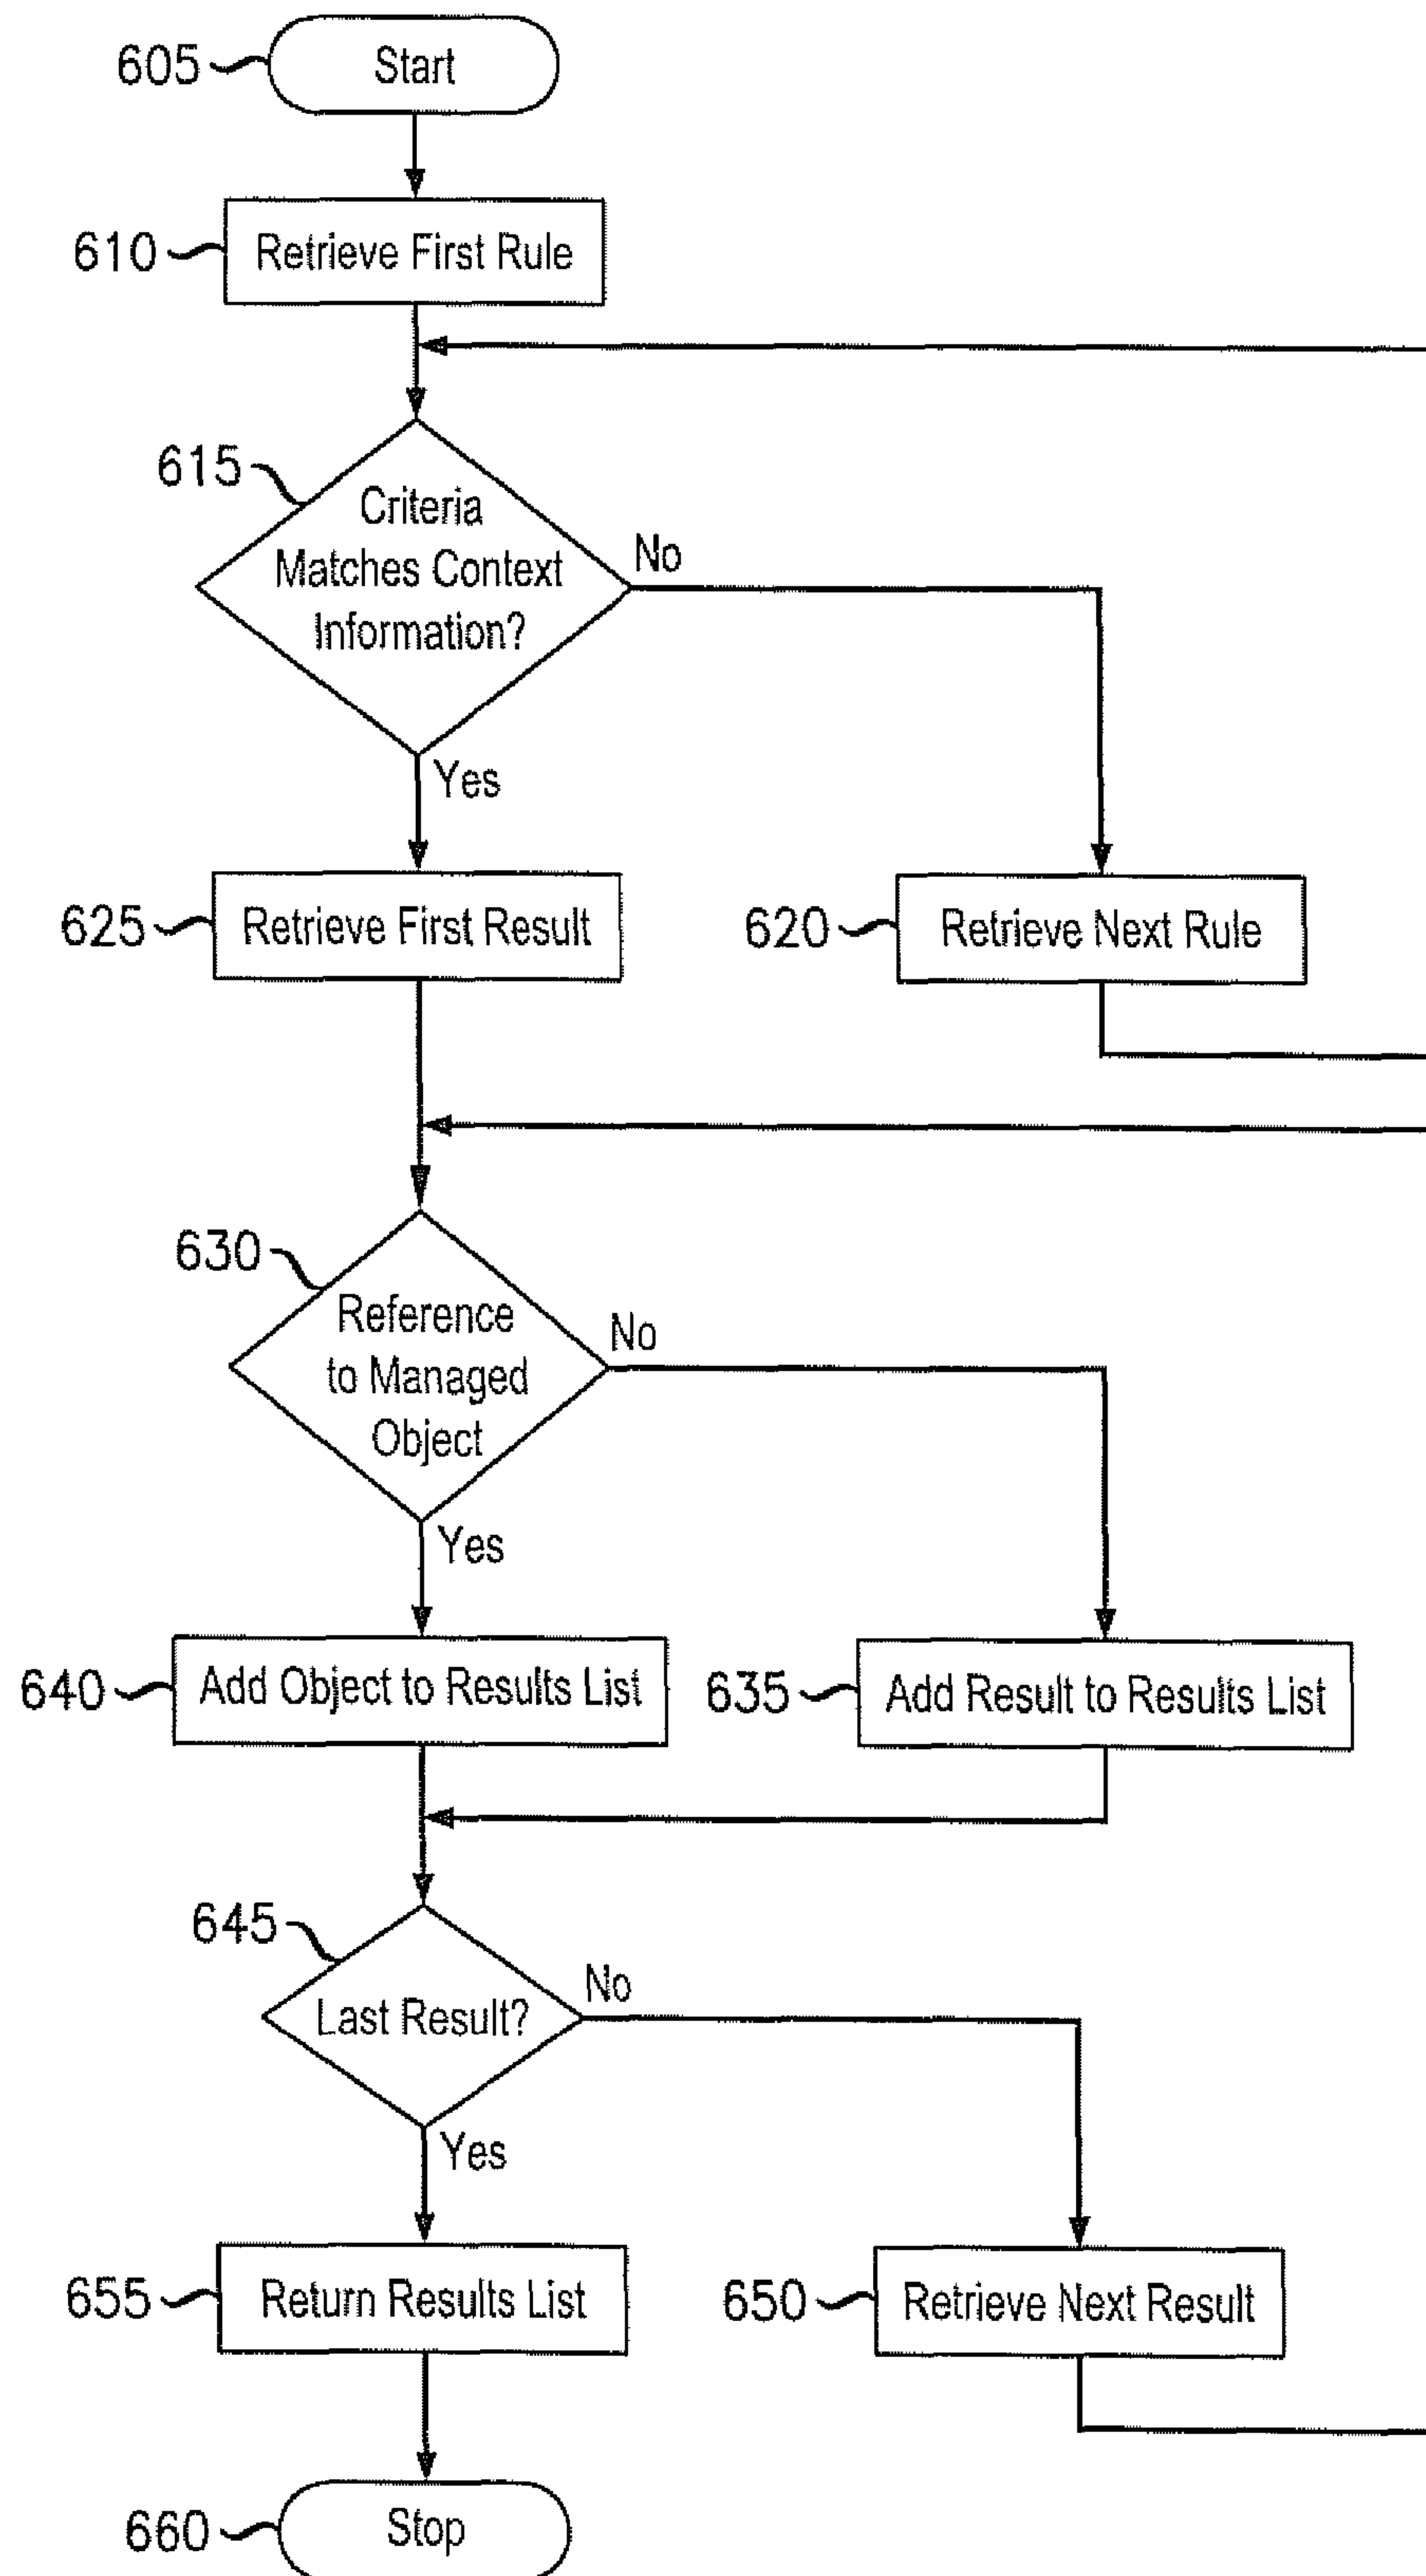 605
Start
610
Retrieve First Rule
615
Criteria
Matches Context
Information?
No
Yes
625
Retrieve First Result
620
Retrieve Next Rule
630
Reference
to Managed
Object
No
Yes
640
Add Object to Results List
635
Add Result to Results List
645
Last Result?
No
Yes
655
Return Results List
650
Retrieve Next Result
660
Stop